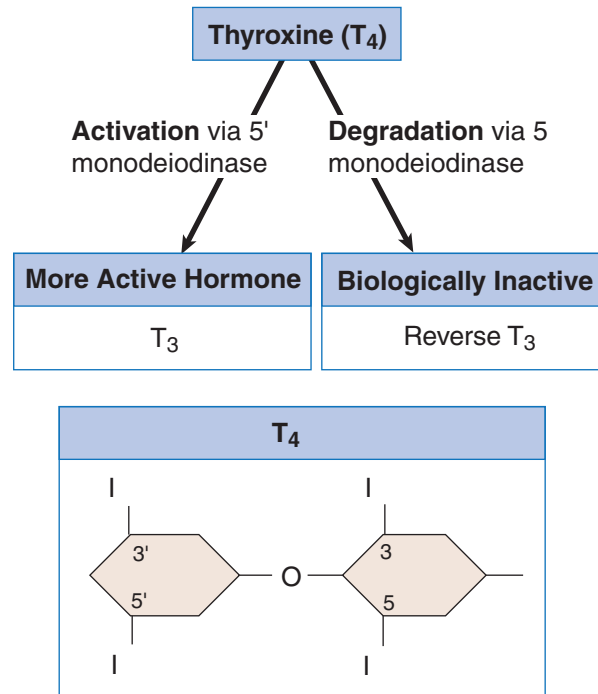 Thyroxine (T4)
Activation via 5'
monodeiodinase
Degradation via 5
monodeiodinase
More Active Hormone
T3
Biologically Inactive
Reverse T3
T4
I
I
3'
3
O
5'
5
I
I